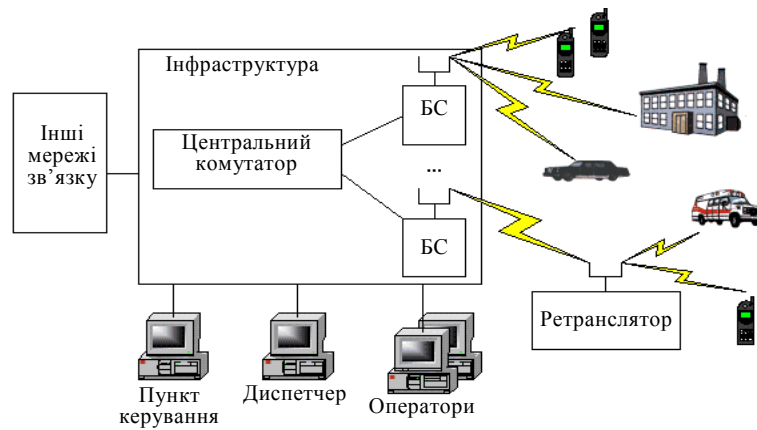 Інфраструктура
БС
Інші
мережі
зв’язку
Центральний
комутатор
...
БС
Ретранслятор
Пункт
керування
Диспетчер
Оператори